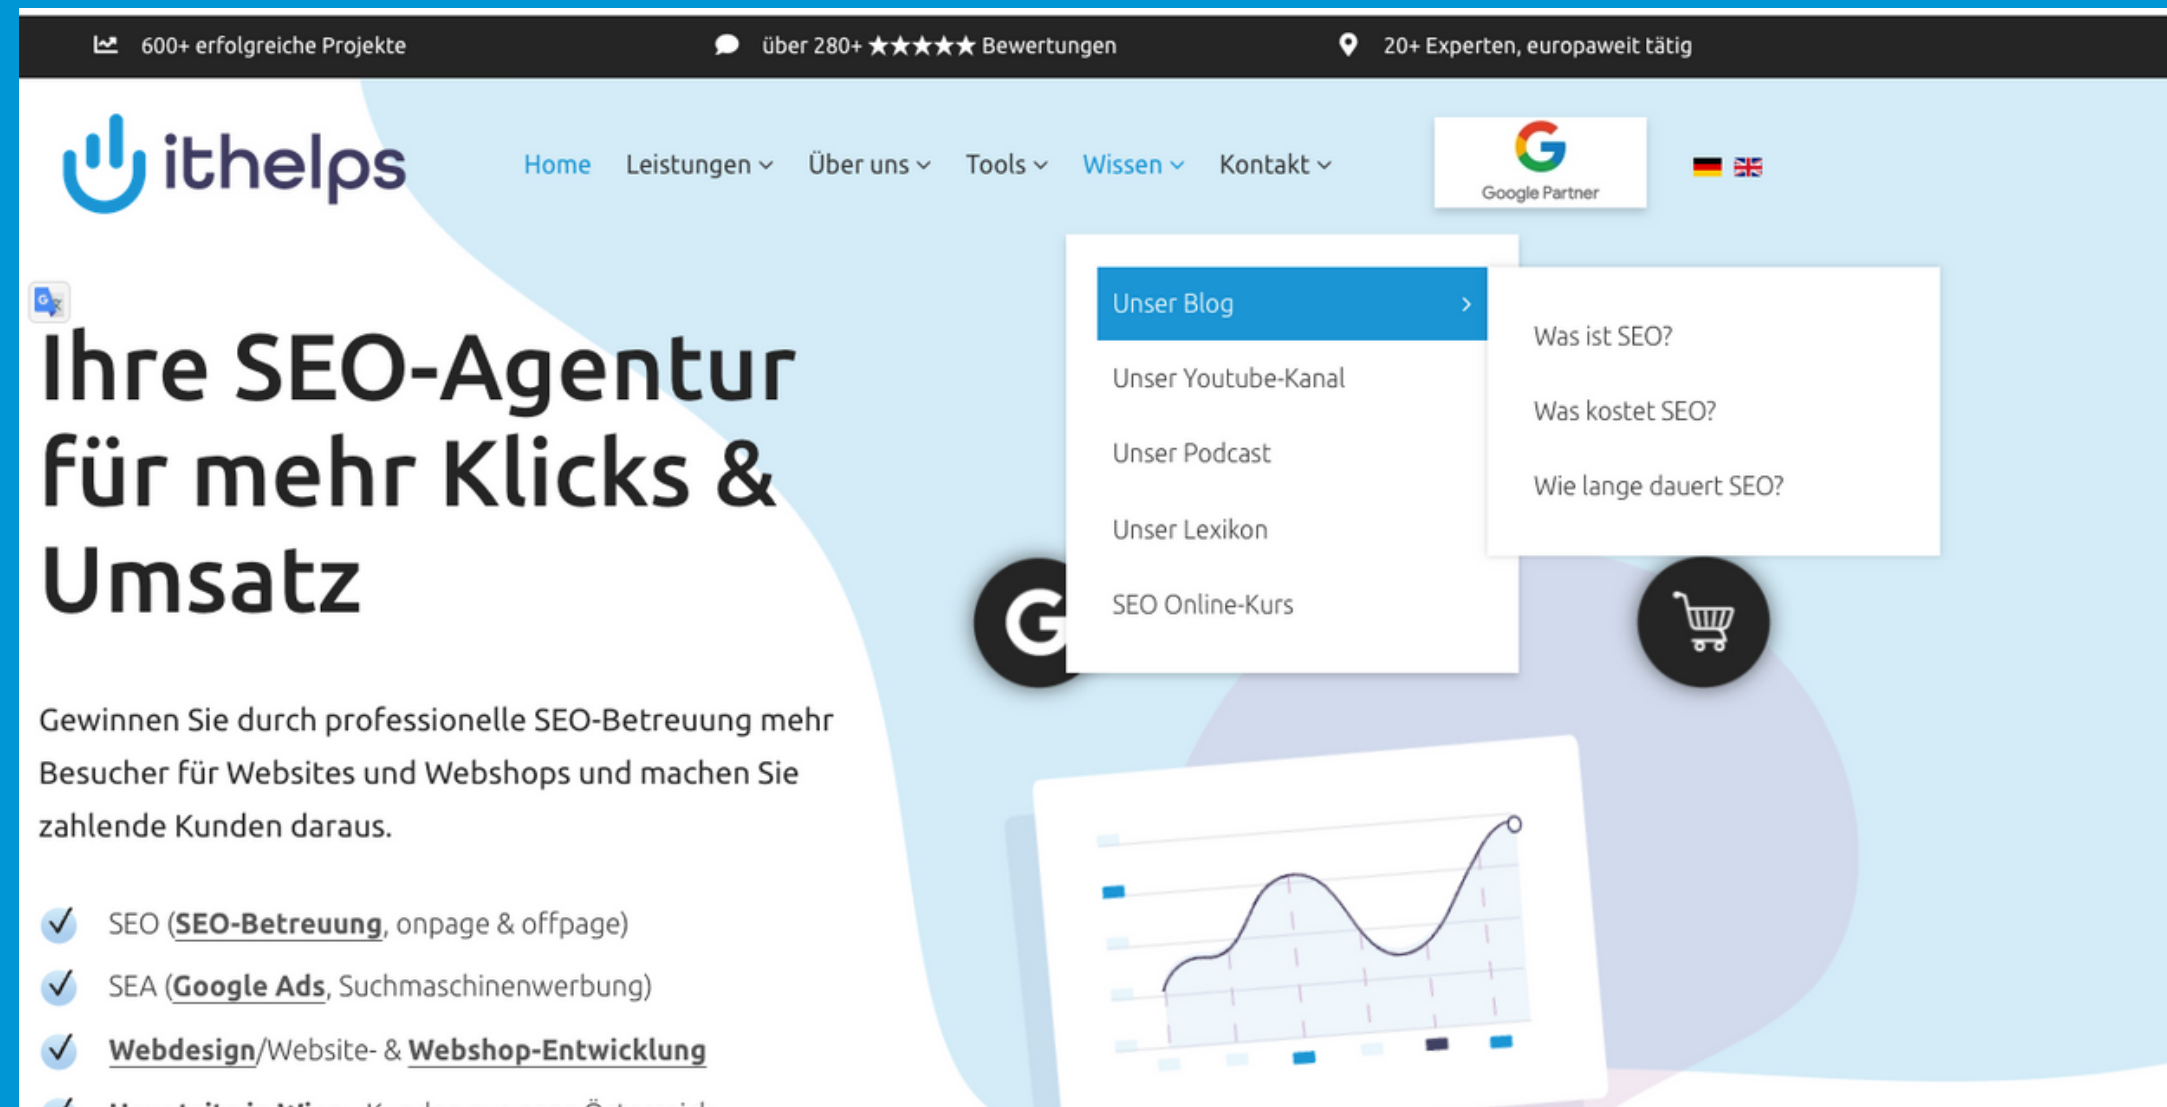 600+ erfolgreiche Projekte
über 280+ ★★★★★ Bewertungen
20+ Experten, europaweit tätig
ithelps
Home
Leistungen
Über uns
Tools
Wissen
Kontakt
Google Partner
Unser Blog
Unser Youtube-Kanal
Unser Podcast
Unser Lexikon
SEO Online-Kurs
Was ist SEO?
Was kostet SEO?
Wie lange dauert SEO?
Ihre SEO-Agentur
für mehr Klicks &
Umsatz
G
Gewinnen Sie durch professionelle SEO-Betreuung mehr
Besucher für Websites und Webshops und machen Sie
zahlende Kunden daraus.
SEO (SEO-Betreuung, onpage & offpage)
SEA (Google Ads, Suchmaschinenwerbung)
Webdesign/Website- & Webshop-Entwicklung